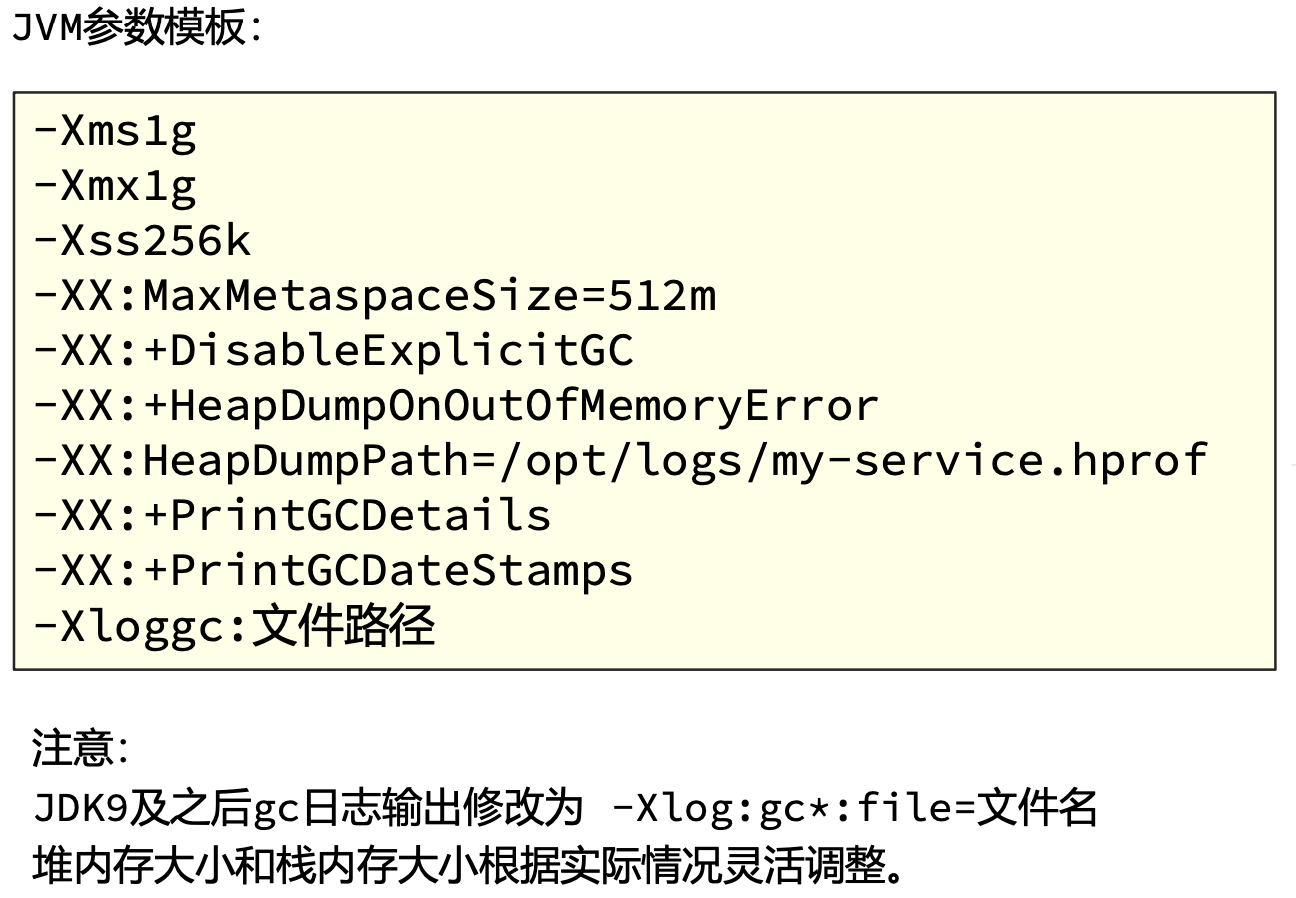 JVM参数模板：
-Xms1g
-Xmx1g
-Xss256k
-XX:MaxMetaspaceSize=512m
-XX:+DisableExplicitGC
-XX:+HeapDumpOnOutOfMemoryError
-XX:HeapDumpPath=/opt/logs/my-service.hprof
-XX:+PrintGCDetails
-XX:+PrintGCDateStamps
-Xloggc:文件路径
注意：
JDK9及之后gc日志输出修改为 -Xlog:gc*:file=文件名
堆内存大小和栈内存大小根据实际情况灵活调整。